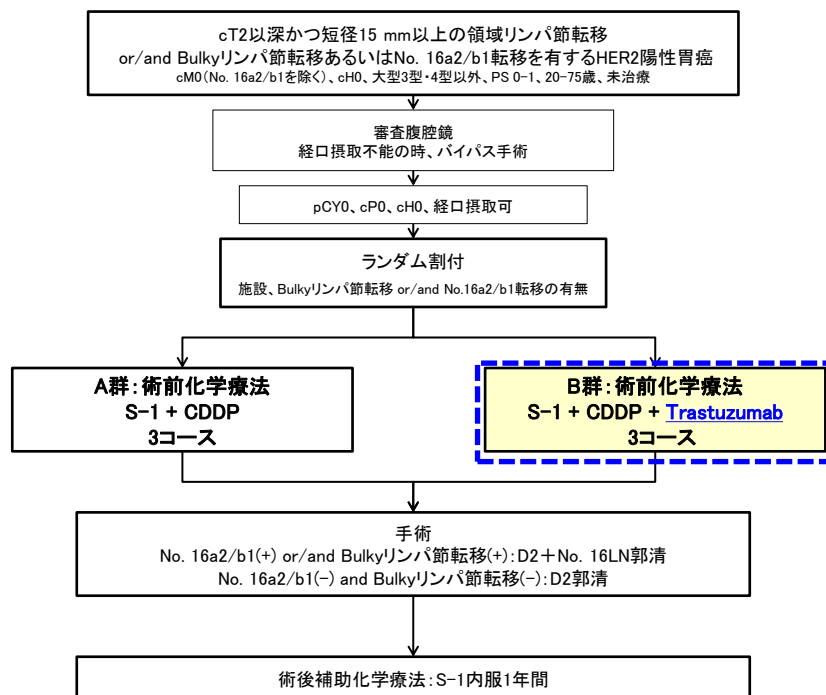 cT2以深かつ短径15 mm以上の領域リンパ節転移
or/and Bulkyリンパ節転移あるいはNo. 16a2/b1転移を有するHER2陽性胃癌
cM0(No. 16a2/b1を除く)、cH0、大型3型・4型以外、PS 0-1、20-75歳、未治療
審査腹腔鏡
経口摂取不能の時、バイパス手術
pCY0、cP0、cH0、経口摂取可
ランダム割付
施設、Bulkyリンパ節転移 or/and No.16a2/b1転移の有無
A群:術前化学療法
S-1 + CDDP
3コース
B群:術前化学療法
S-1 + CDDP + Trastuzumab
3コース
手術
No. 16a2/b1(+) or/and Bulkyリンパ節転移(+):D2+No. 16LN郭清
No. 16a2/b1(-) and Bulkyリンパ節転移(-):D2郭清
術後補助化学療法:S-1内服1年間